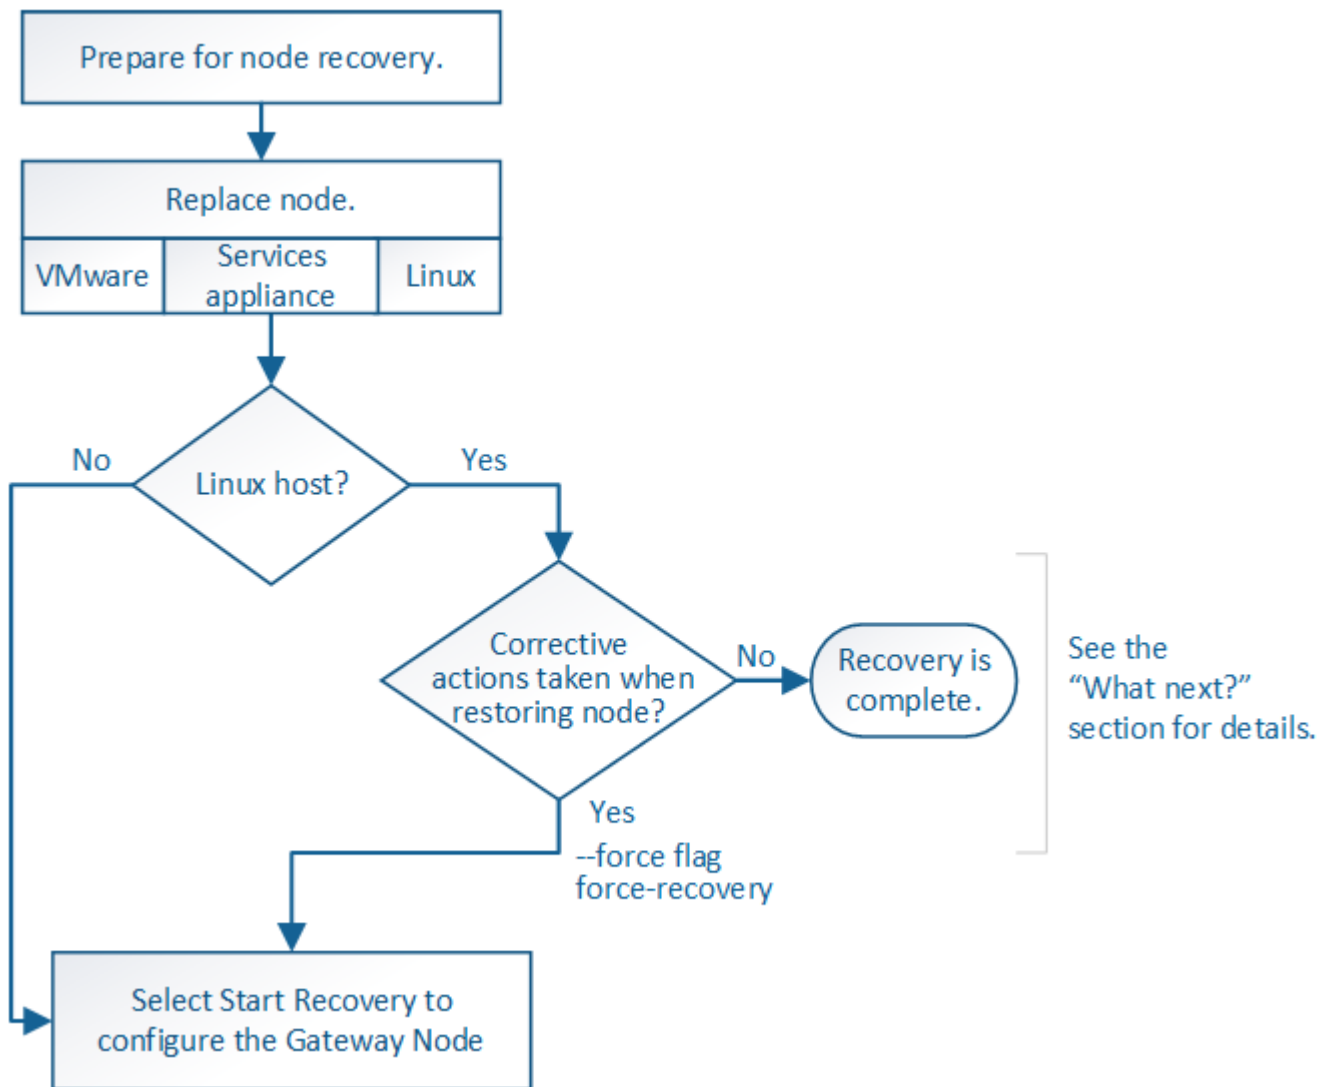 Prepare for node recovery.
Replace node.
VMware
Services
appliance
Linux
No
Linux host?
Yes
Corrective
actions taken when
restoring node?
No
Recovery is
complete.
See the
“What next?”
section for details.
Yes
--force flag
force-recovery
Select Start Recovery to
configure the Gateway Node